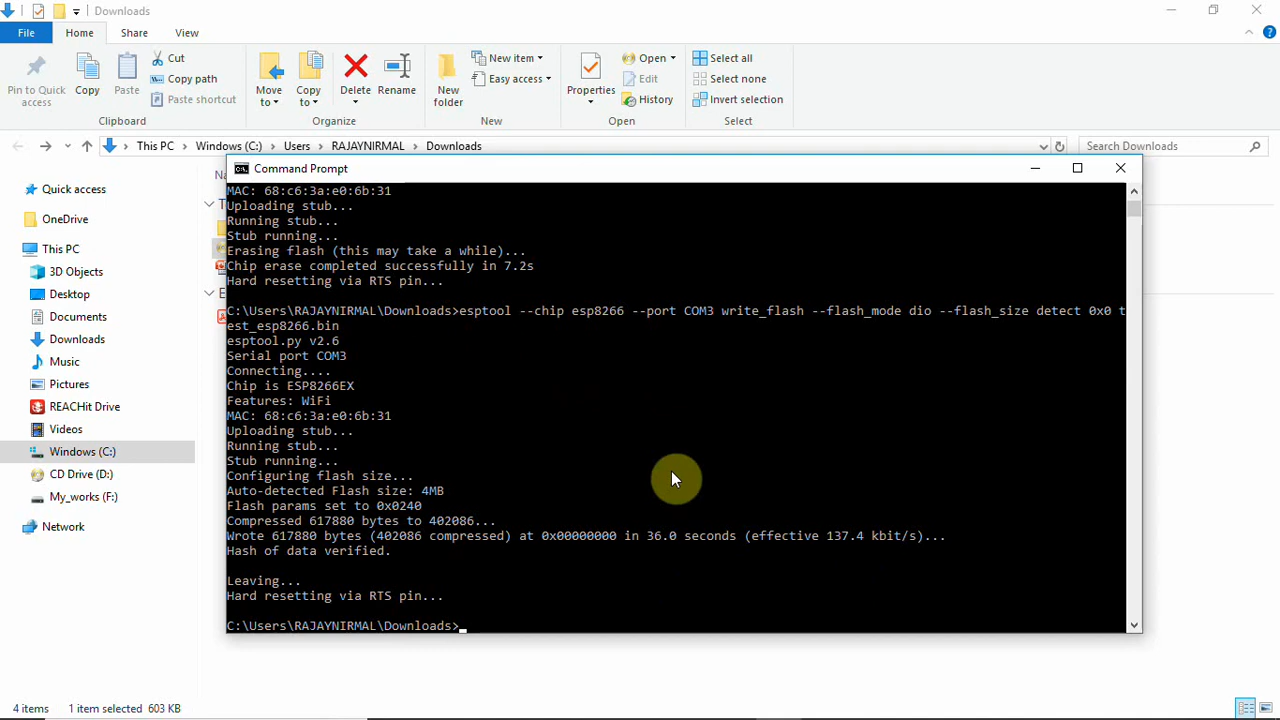 Downloads
File
Home
Share
View
Pin to Quick access
Copy
Paste
Cut
Copy path
Paste shortcut
Clipboard
Move to
Copy to
Delete
Rename
Organize
New folder
New item
Easy access
New
Properties
Open
Edit
History
Open
Select all
Select none
Invert selection
Select
This PC
Windows (C:)
Users
RAJAYNIRMAL
Downloads
Search Downloads
Quick access
OneDrive
This PC
3D Objects
Desktop
Documents
Downloads
Music
Pictures
REACHit Drive
Videos
Windows (C:)
CD Drive (D:)
My_works (F:)
Network
Command Prompt
MAC: 68:c6:3a:e0:6b:31
Uploading stub...
Running stub...
Stub running...
Erasing flash (this may take a while)...
Chip erase completed successfully in 7.2s
Hard resetting via RTS pin...
C:\Users\RAJAYNIRMAL\Downloads>esptool --chip esp8266 --port COM3 write_flash --flash_mode dio --flash_size detect 0x0 t
est_esp8266.bin
esptool.py v2.6
Serial port COM3
Connecting....
Chip is ESP8266EX
Features: WiFi
MAC: 68:c6:3a:e0:6b:31
Uploading stub...
Running stub...
Stub running...
Configuring flash size...
Auto-detected Flash size: 4MB
Flash params set to 0x0240
Compressed 617880 bytes to 402086...
Wrote 617880 bytes (402086 compressed) at 0x00000000 in 36.0 seconds (effective 137.4 kbit/s)...
Hash of data verified.
Leaving...
Hard resetting via RTS pin...
C:\Users\RAJAYNIRMAL\Downloads>
4 items
1 item selected 603 KB